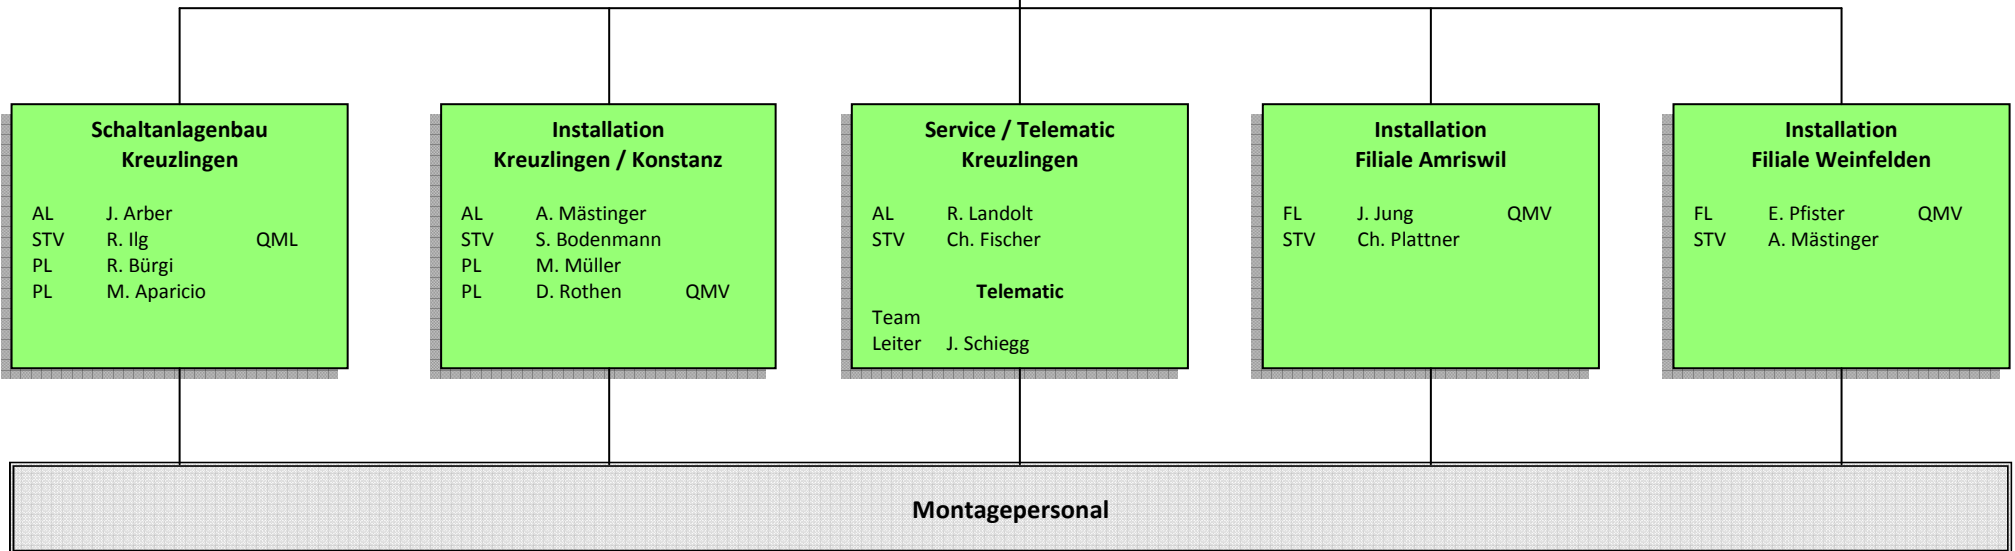 Schaltanlagenbau
Kreuzlingen
AL J. Arber
STV R. Ilg QML
PL R. Bürgi
PL M. Aparicio
Installation
Kreuzlingen / Konstanz
AL A. Mästinger
STV S. Bodenmann
PL M. Müller
PL D. Rothen QMV
Service / Telematic
Kreuzlingen
AL R. Landolt
STV Ch. Fischer
Telematic
Team
Leiter J. Schiegg
Installation
Filiale Amriswil
FL J. Jung QMV
STV Ch. Plattner
Installation
Filiale Weinfelden
FL E. Pfister QMV
STV A. Mästinger
Montagepersonal